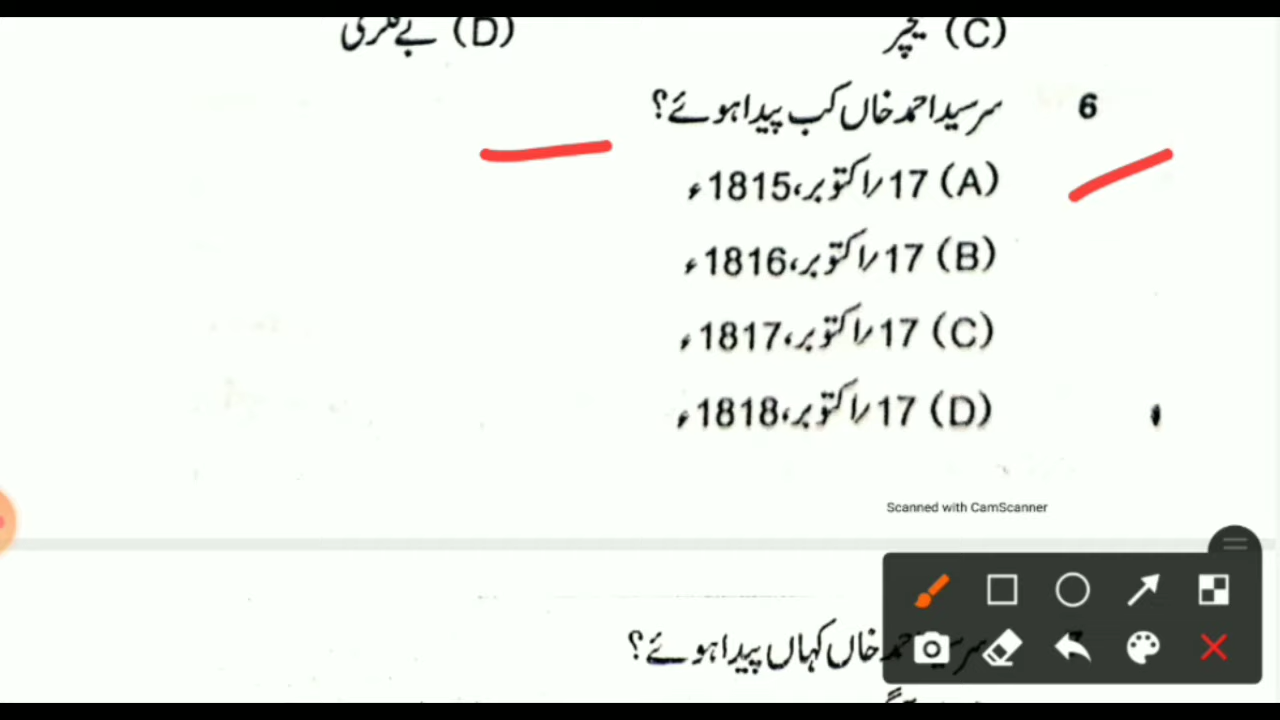 (C) لیچر (D) بے فکری
6 سرسید احمد خاں کب پیدا ہوئے؟
(A) 17/اکتوبر، 1815ء
(B) 17/اکتوبر، 1816ء
(C) 17/اکتوبر، 1817ء
(D) 17/اکتوبر، 1818ء
Scanned with CamScanner
سرسید احمد خاں کہاں پیدا ہوئے؟